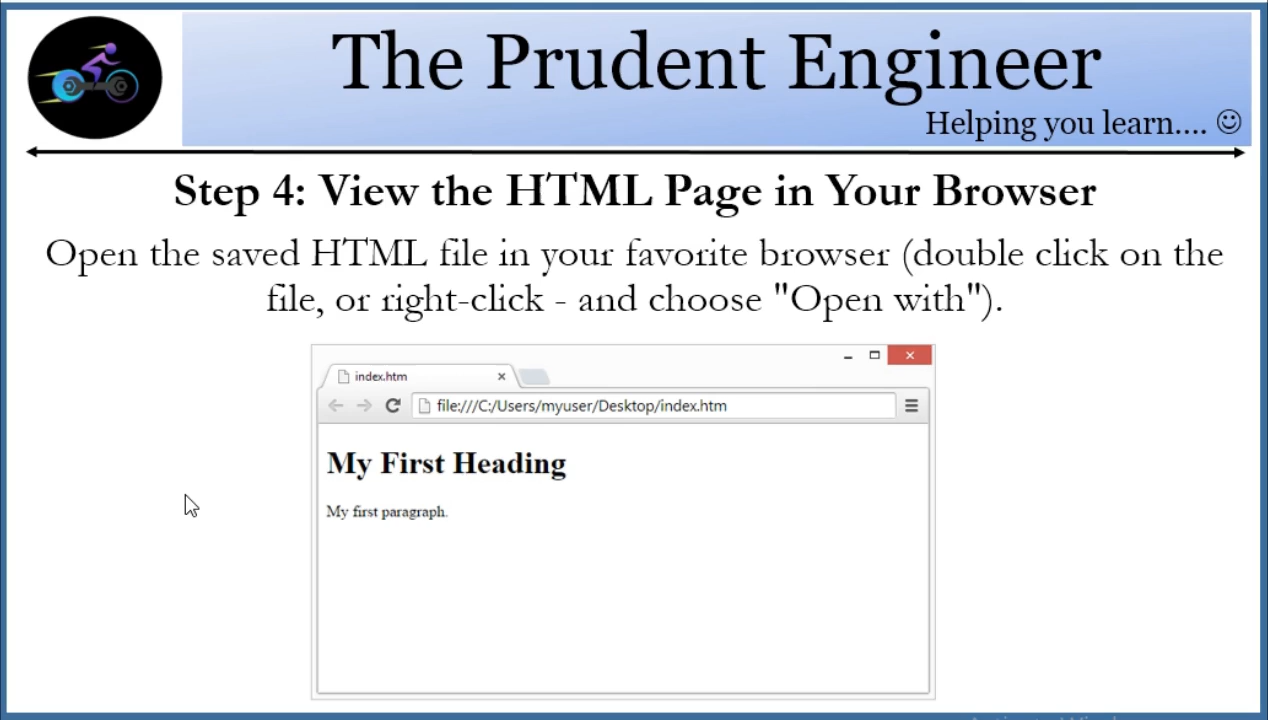 The Prudent Engineer
Helping you learn.... ☺
Step 4: View the HTML Page in Your Browser
Open the saved HTML file in your favorite browser (double click on the
file, or right-click - and choose "Open with").
index.htm
file:///C:/Users/myuser/Desktop/index.htm
My First Heading
My first paragraph.